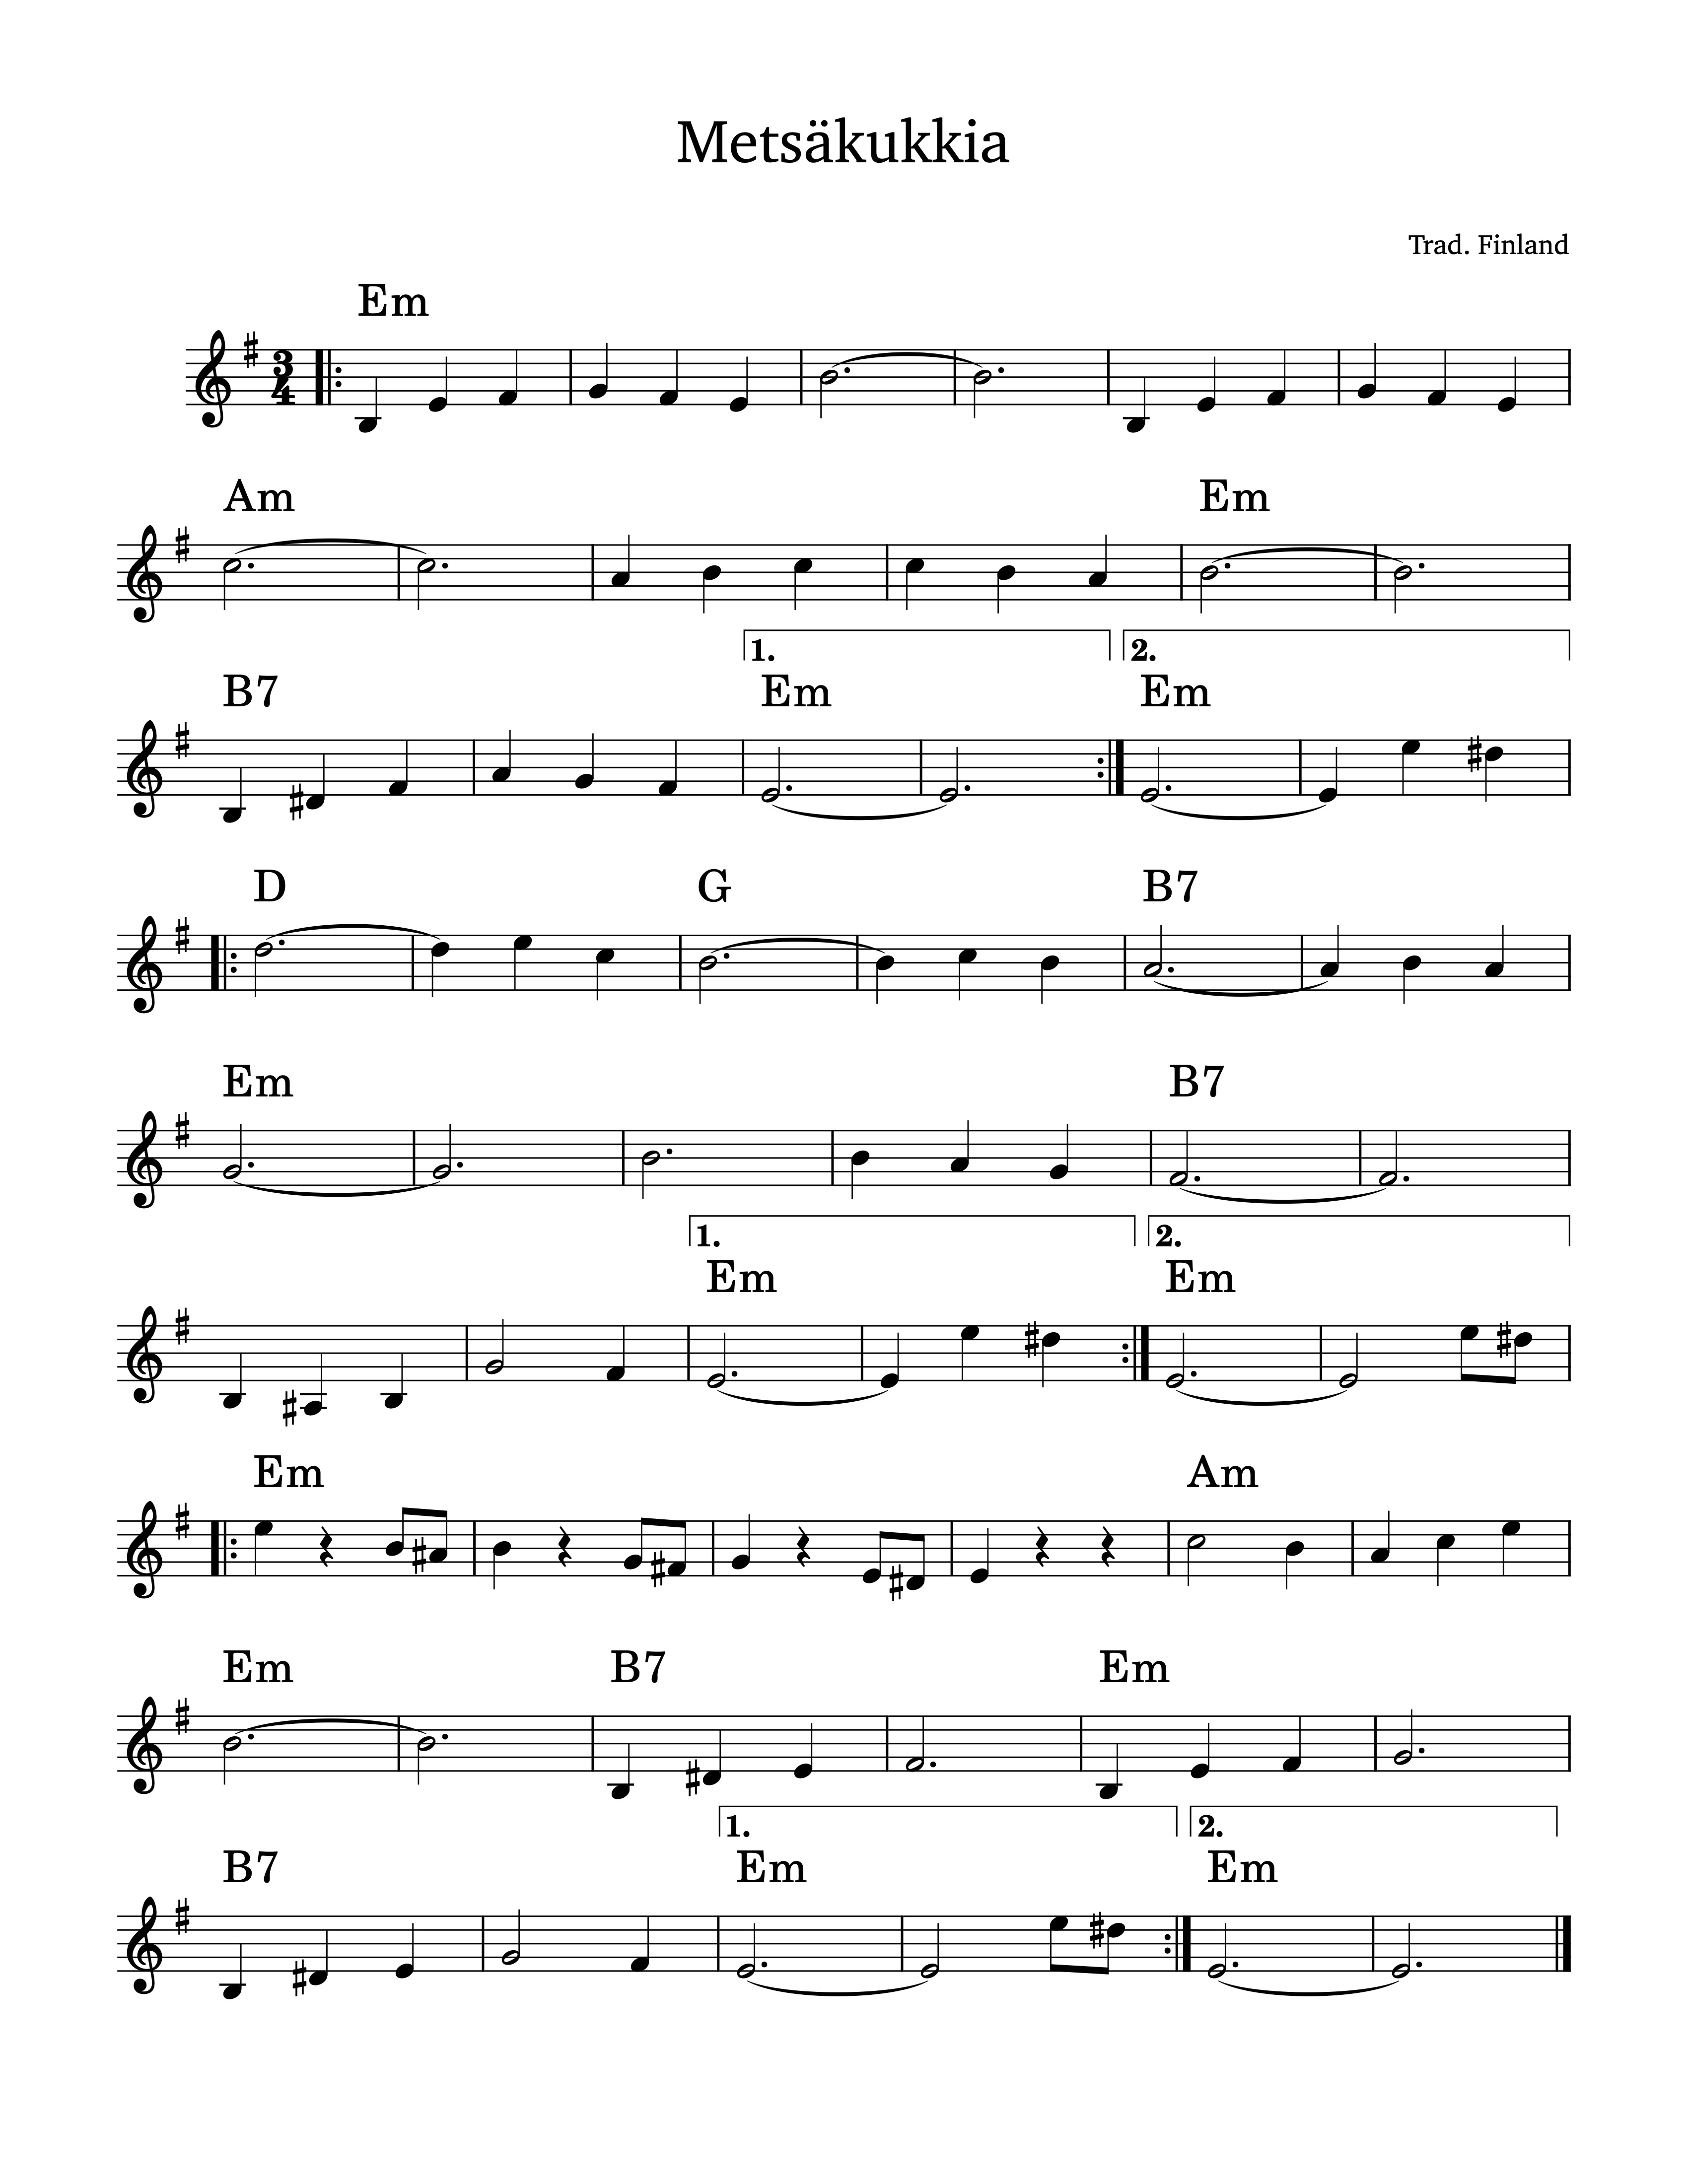 Metsäkukkia
Trad. Finland
Em
3
4
Am Em
1. 2.
B7 Em Em
D G B7
Em B7
1. 2.
Em Em
Em Am
Em B7 Em
1. 2.
B7 Em Em